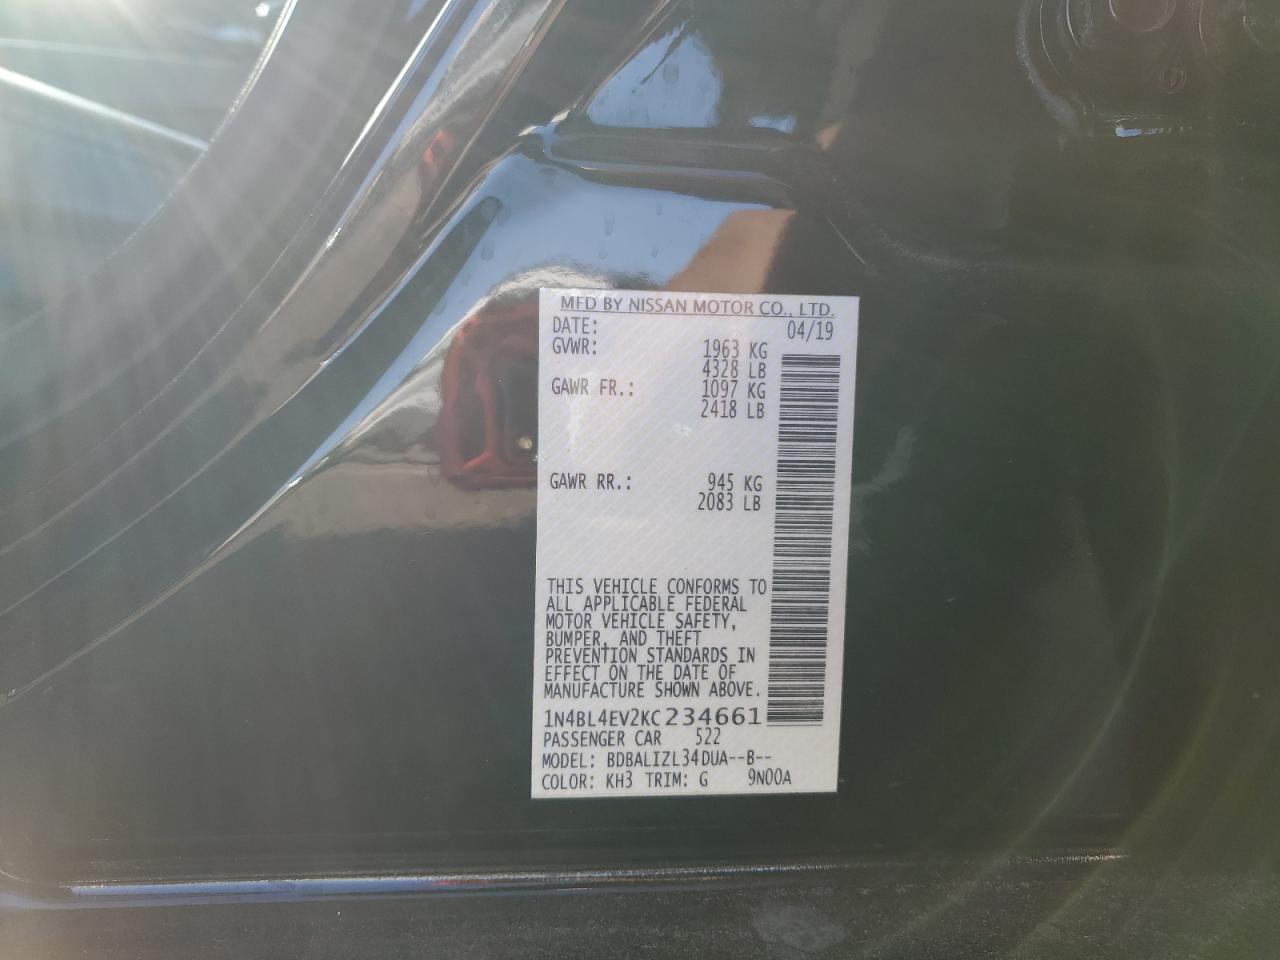 MFD BY NISSAN MOTOR CO., LTD.
DATE: 04/19
GVWR: 1963 KG
4328 LB
GAWR FR.: 1097 KG
2418 LB
GAWR RR.: 945 KG
2083 LB
THIS VEHICLE CONFORMS TO
ALL APPLICABLE FEDERAL
MOTOR VEHICLE SAFETY,
BUMPER, AND THEFT
PREVENTION STANDARDS IN
EFFECT ON THE DATE OF
MANUFACTURE SHOWN ABOVE.
1N4BL4EV2KC234661
PASSENGER CAR 522
MODEL: BDBALIZL34DUA--B--
COLOR: KH3 TRIM: G 9N00A